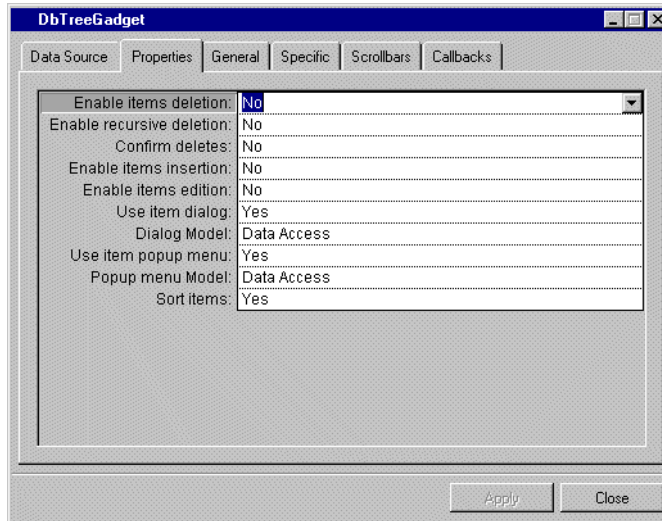 DbTreeGadget
Data Source Properties General Specific Scrollbars Callbacks
Enable items deletion: No
Enable recursive deletion: No
Confirm deletes: No
Enable items insertion: No
Enable items edition: No
Use item dialog: Yes
Dialog Model: Data Access
Use item popup menu: Yes
Popup menu Model: Data Access
Sort items: Yes
Apply Close